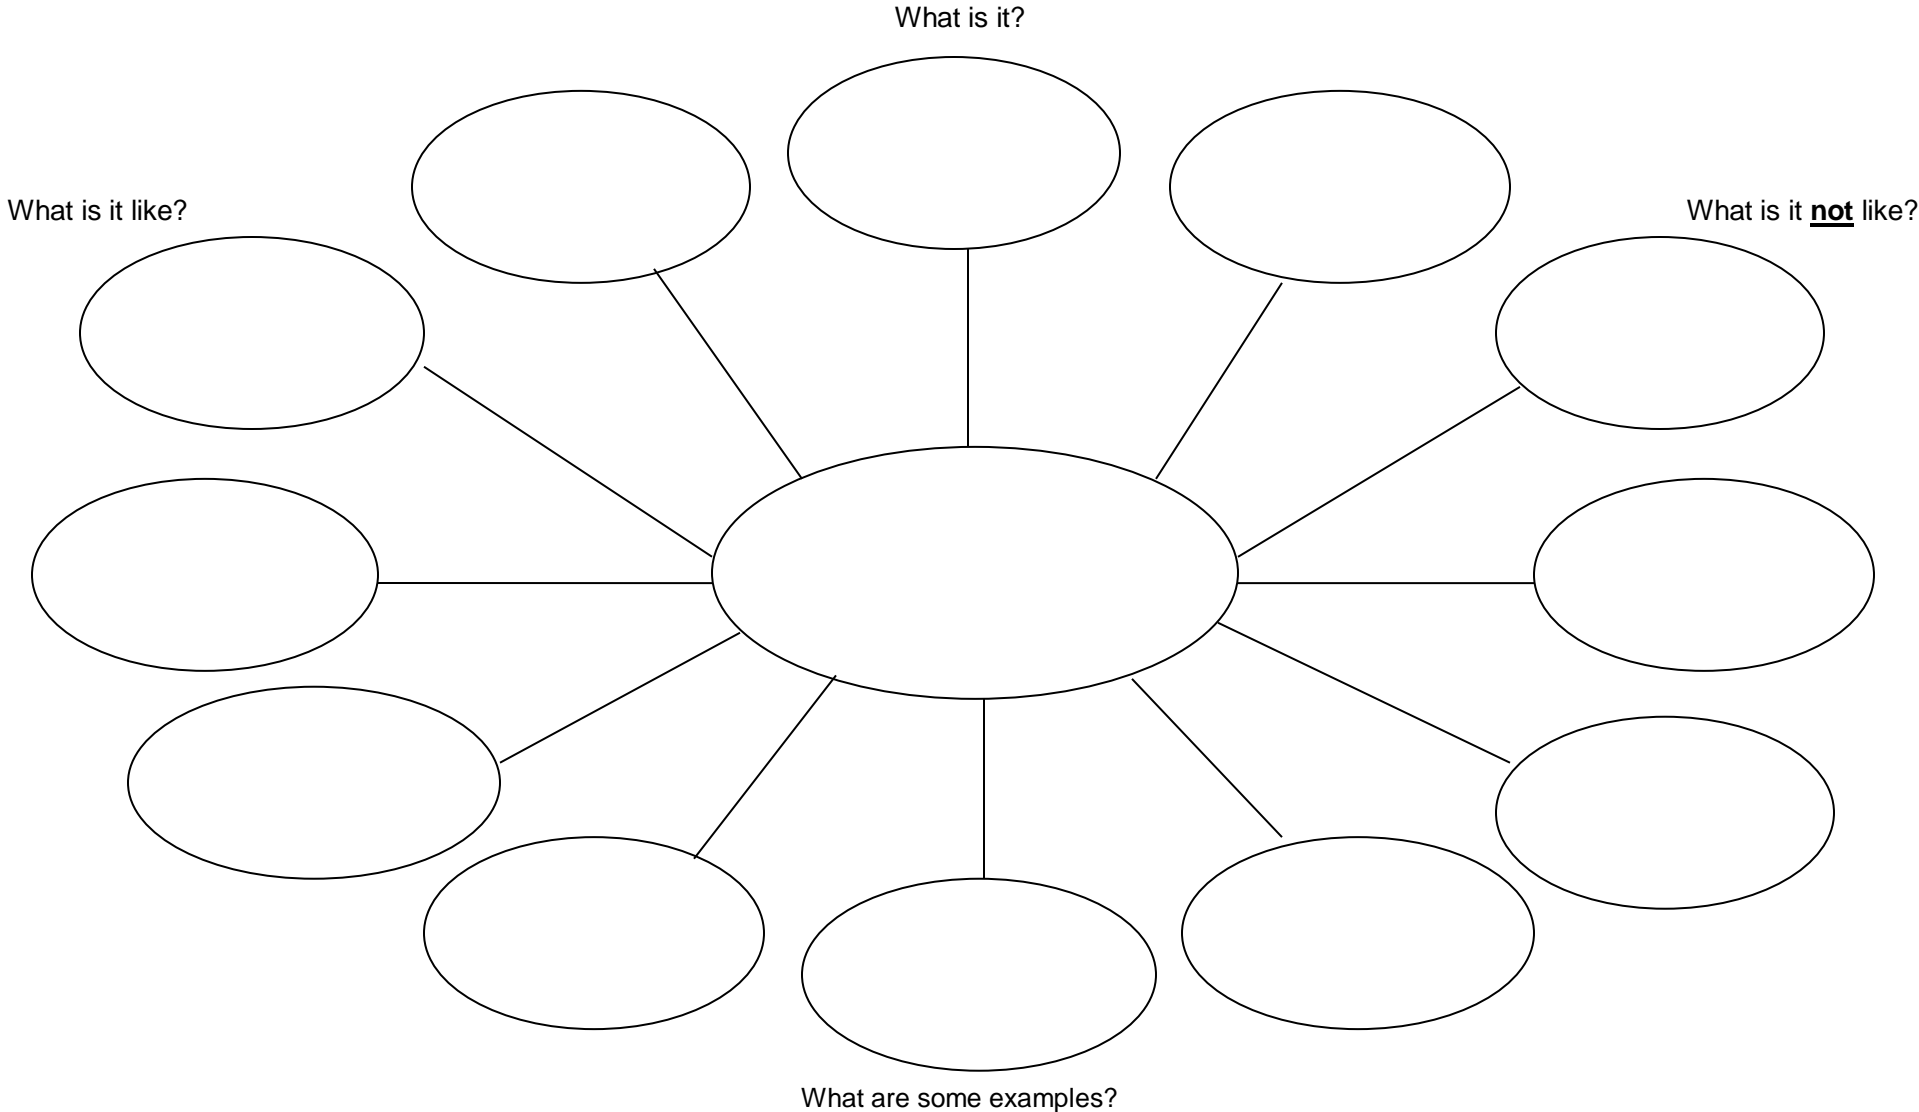 What is it?
What is it like?
What is it not like?
What are some examples?